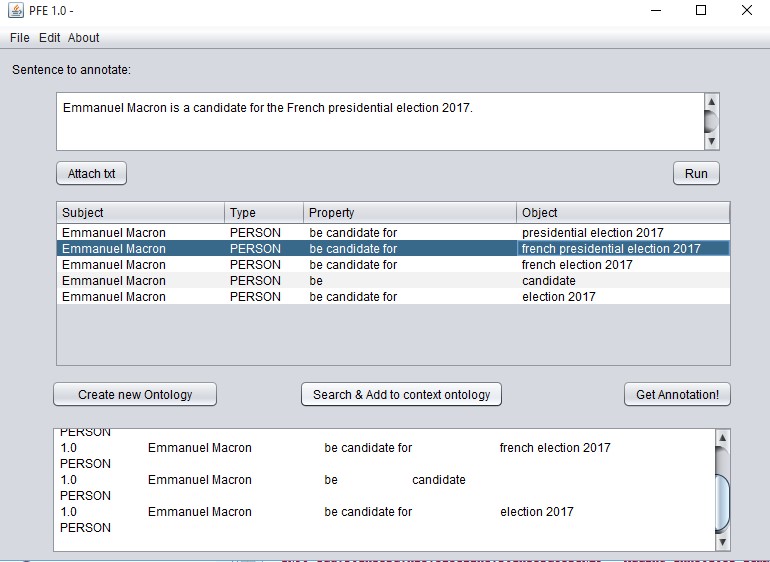 PFE 1.0 -
File Edit About
Sentence to annotate:
Emmanuel Macron is a candidate for the French presidential election 2017.
Attach txt Run
Subject Type Property Object
Emmanuel Macron PERSON be candidate for presidential election 2017
Emmanuel Macron PERSON be candidate for french presidential election 2017
Emmanuel Macron PERSON be candidate for french election 2017
Emmanuel Macron PERSON be candidate
Emmanuel Macron PERSON be candidate for election 2017
Create new Ontology Search & Add to context ontology Get Annotation!
PERSON
1.0 Emmanuel Macron be candidate for french election 2017
PERSON
1.0 Emmanuel Macron be candidate
PERSON
1.0 Emmanuel Macron be candidate for election 2017
PERSON